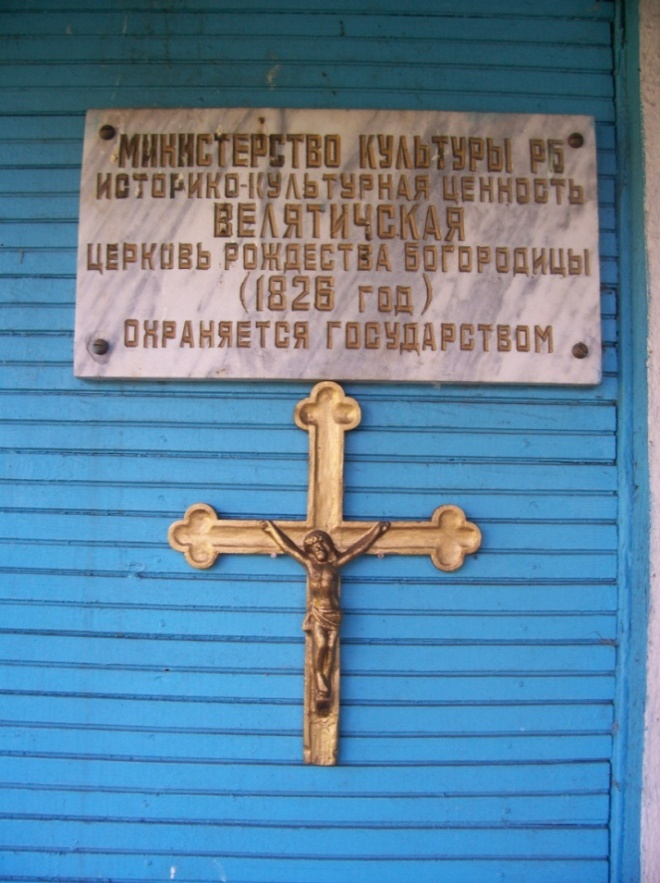 МИНИСТЕРСТВО КУЛЬТУРЫ РБ
ИСТОРИКО-КУЛЬТУРНАЯ ЦЕННОСТЬ
ВЕЛЯТИЧСКАЯ
ЦЕРКОВЬ РОЖДЕСТВА БОГОРОДИЦЫ
(1826 ГОД)
ОХРАНЯЕТСЯ ГОСУДАРСТВОМ